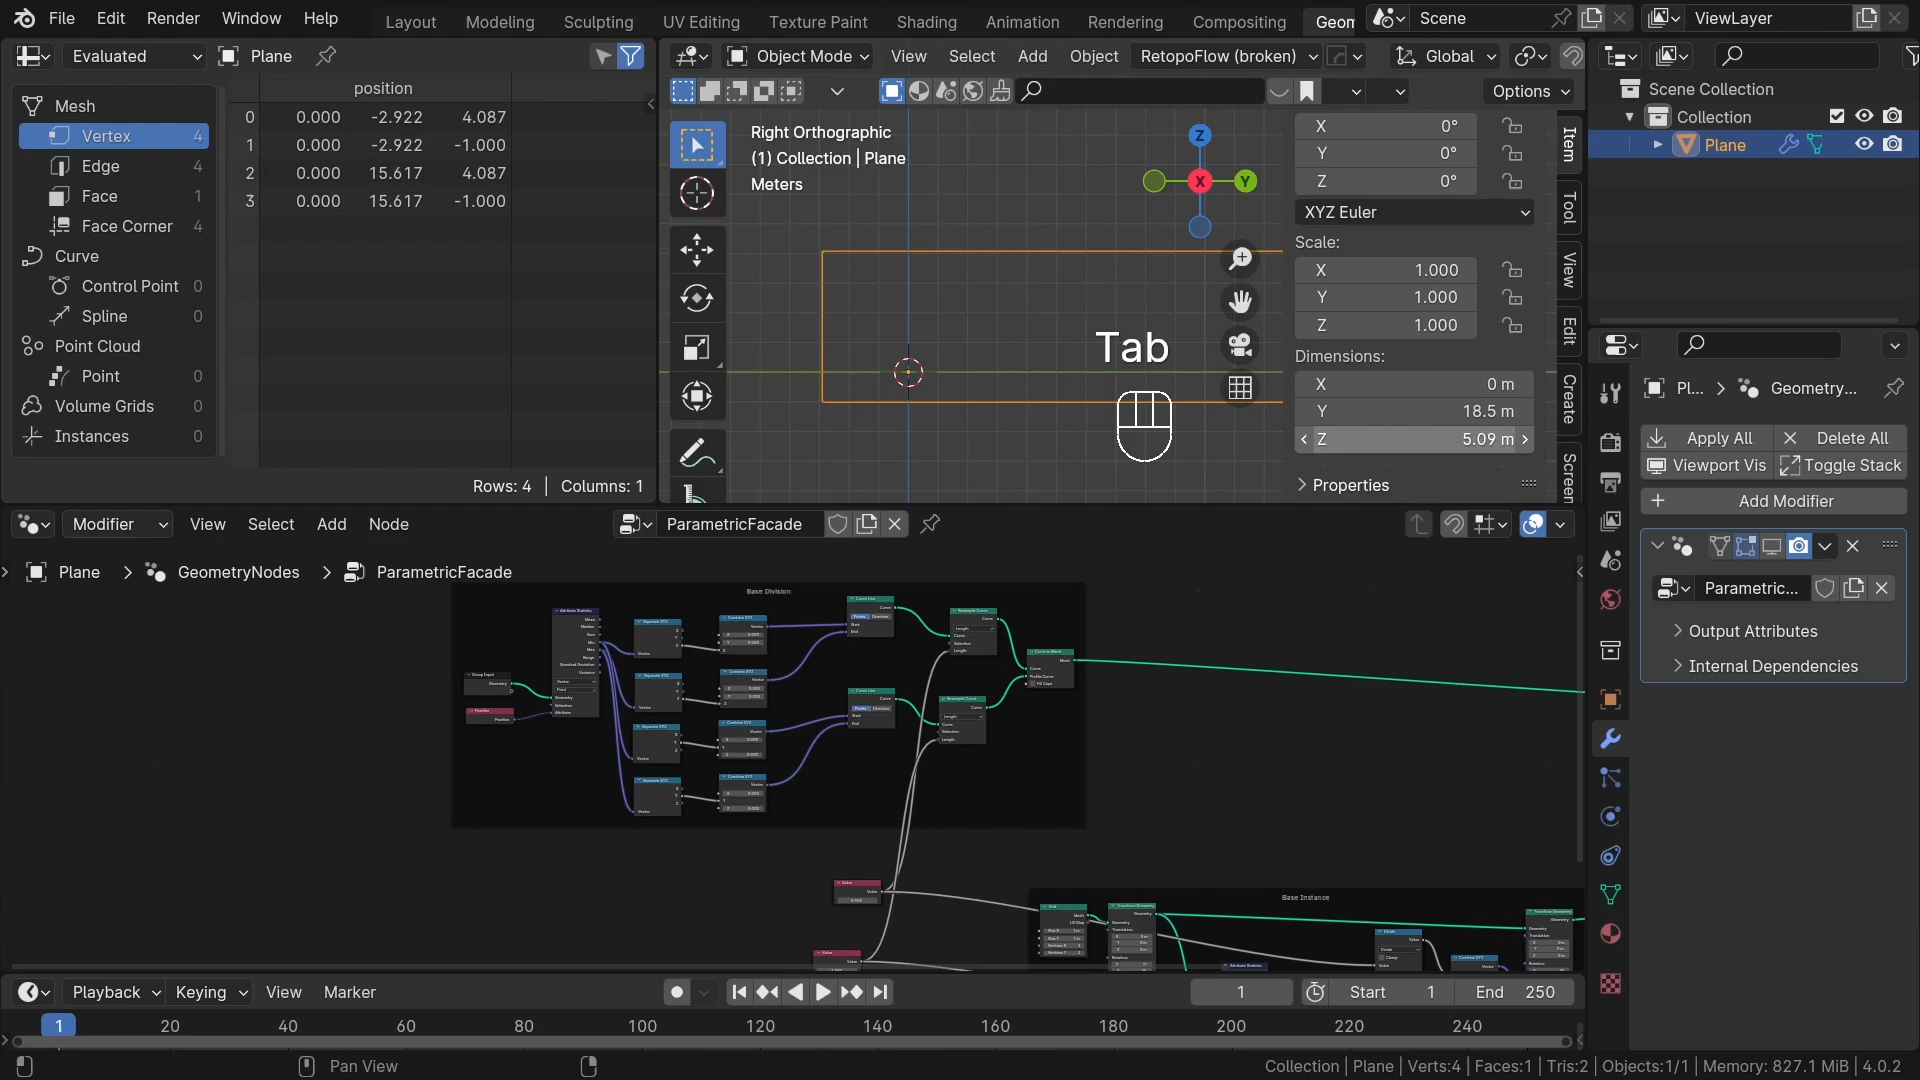 File Edit Render Window Help
Layout Modeling Sculpting UV Editing Texture Paint Shading Animation Rendering Compositing Geom
Scene
ViewLayer
Evaluated
Plane
Object Mode View Select Add Object RetopoFlow (broken) Global
Options
position
Mesh
Vertex 4
Edge 4
Face 1
Face Corner 4
Curve
Control Point 0
Spline 0
Point Cloud
Point 0
Volume Grids 0
Instances 0
0 0.000 -2.922 4.087
1 0.000 -2.922 -1.000
2 0.000 15.617 4.087
3 0.000 15.617 -1.000
Rows: 4 | Columns: 1
Right Orthographic
(1) Collection | Plane
Meters
Z
X
Y
Tab
X 0°
Y 0°
Z 0°
XYZ Euler
Scale:
X 1.000
Y 1.000
Z 1.000
Dimensions:
X 0 m
Y 18.5 m
Z 5.09 m
Properties
Item
Tool
View
Edit
Create
Screen
Scene Collection
Collection
Plane
Pl... > Geometry...
Apply All
Delete All
Viewport Vis
Toggle Stack
Add Modifier
Parametric...
Output Attributes
Internal Dependencies
Modifier View Select Add Node
ParametricFacade
Plane > GeometryNodes > ParametricFacade
Base Division
Base Instance
Playback Keying View Marker
1
Start 1
End 250
1 20 40 60 80 100 120 140 160 180 200 220 240
Pan View
Collection | Plane | Verts:4 | Faces:1 | Tris:2 | Objects:1/1 | Memory: 827.1 MiB | 4.0.2